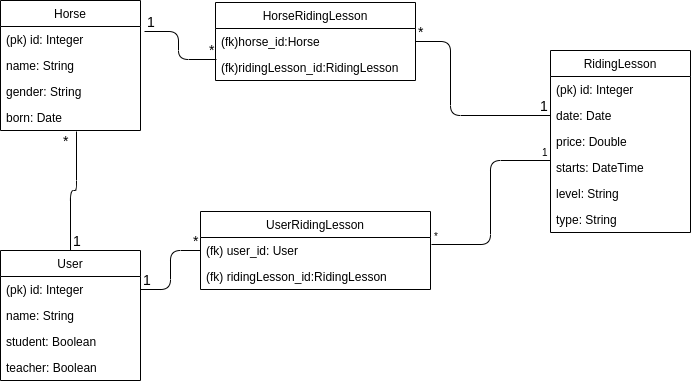 Horse
(pk) id: Integer
name: String
gender: String
born: Date
1
*
HorseRidingLesson
(fk)horse_id:Horse
(fk)ridingLesson_id:RidingLesson
*
1
RidingLesson
(pk) id: Integer
date: Date
price: Double
starts: DateTime
level: String
type: String
1
*
*
1
User
(pk) id: Integer
name: String
student: Boolean
teacher: Boolean
1
*
UserRidingLesson
(fk) user_id: User
(fk) ridingLesson_id:RidingLesson